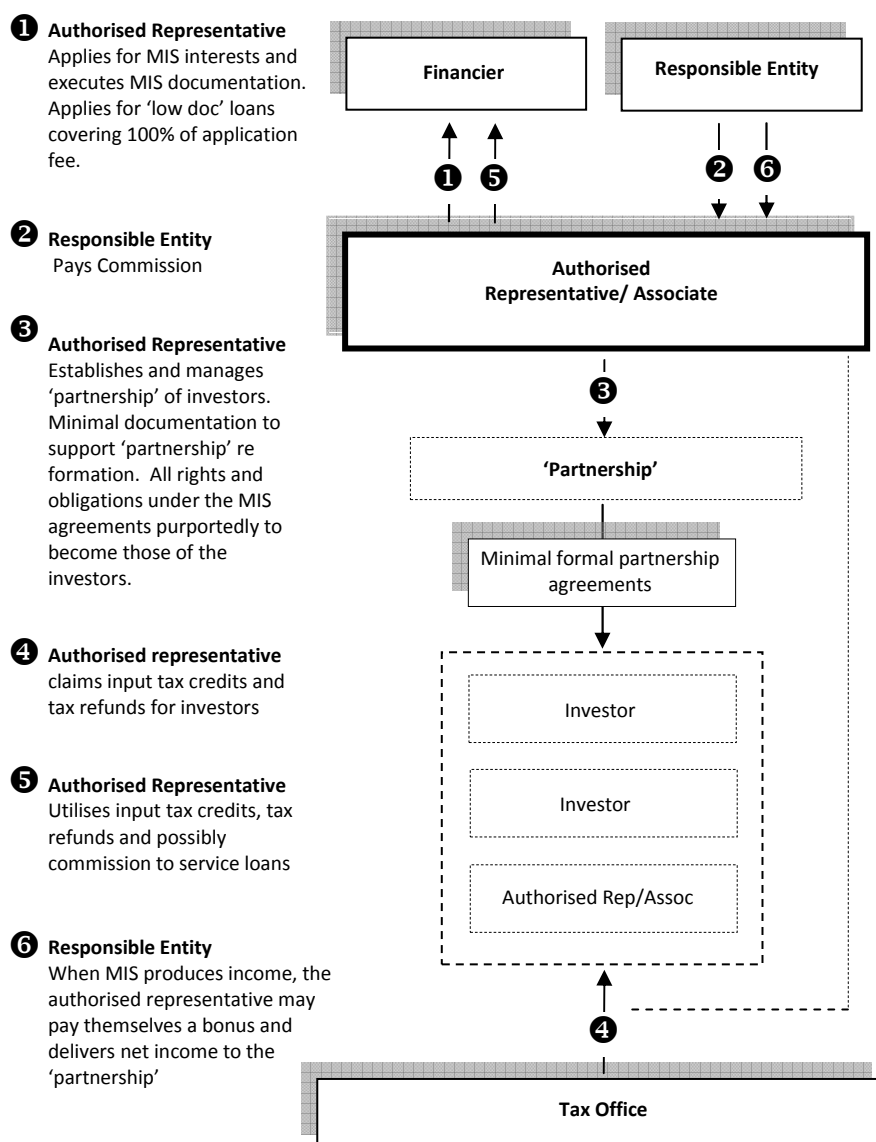 ❶ Authorised Representative
Applies for MIS interests and
executes MIS documentation.
Applies for ‘low doc’ loans
covering 100% of application
fee.
❷ Responsible Entity
Pays Commission
❸
Authorised Representative
Establishes and manages
‘partnership’ of investors.
Minimal documentation to
support ‘partnership’ re
formation. All rights and
obligations under the MIS
agreements purportedly to
become those of the
investors.
❹ Authorised representative
claims input tax credits and
tax refunds for investors
❺ Authorised Representative
Utilises input tax credits, tax
refunds and possibly
commission to service loans
❻ Responsible Entity
When MIS produces income, the
authorised representative may
pay themselves a bonus and
delivers net income to the
‘partnership’
Financier
Responsible Entity
❶ ❺ ❷ ❻
Authorised
Representative/ Associate
❸
‘Partnership’
Minimal formal partnership
agreements
Investor
Investor
Authorised Rep/Assoc
❹
Tax Office